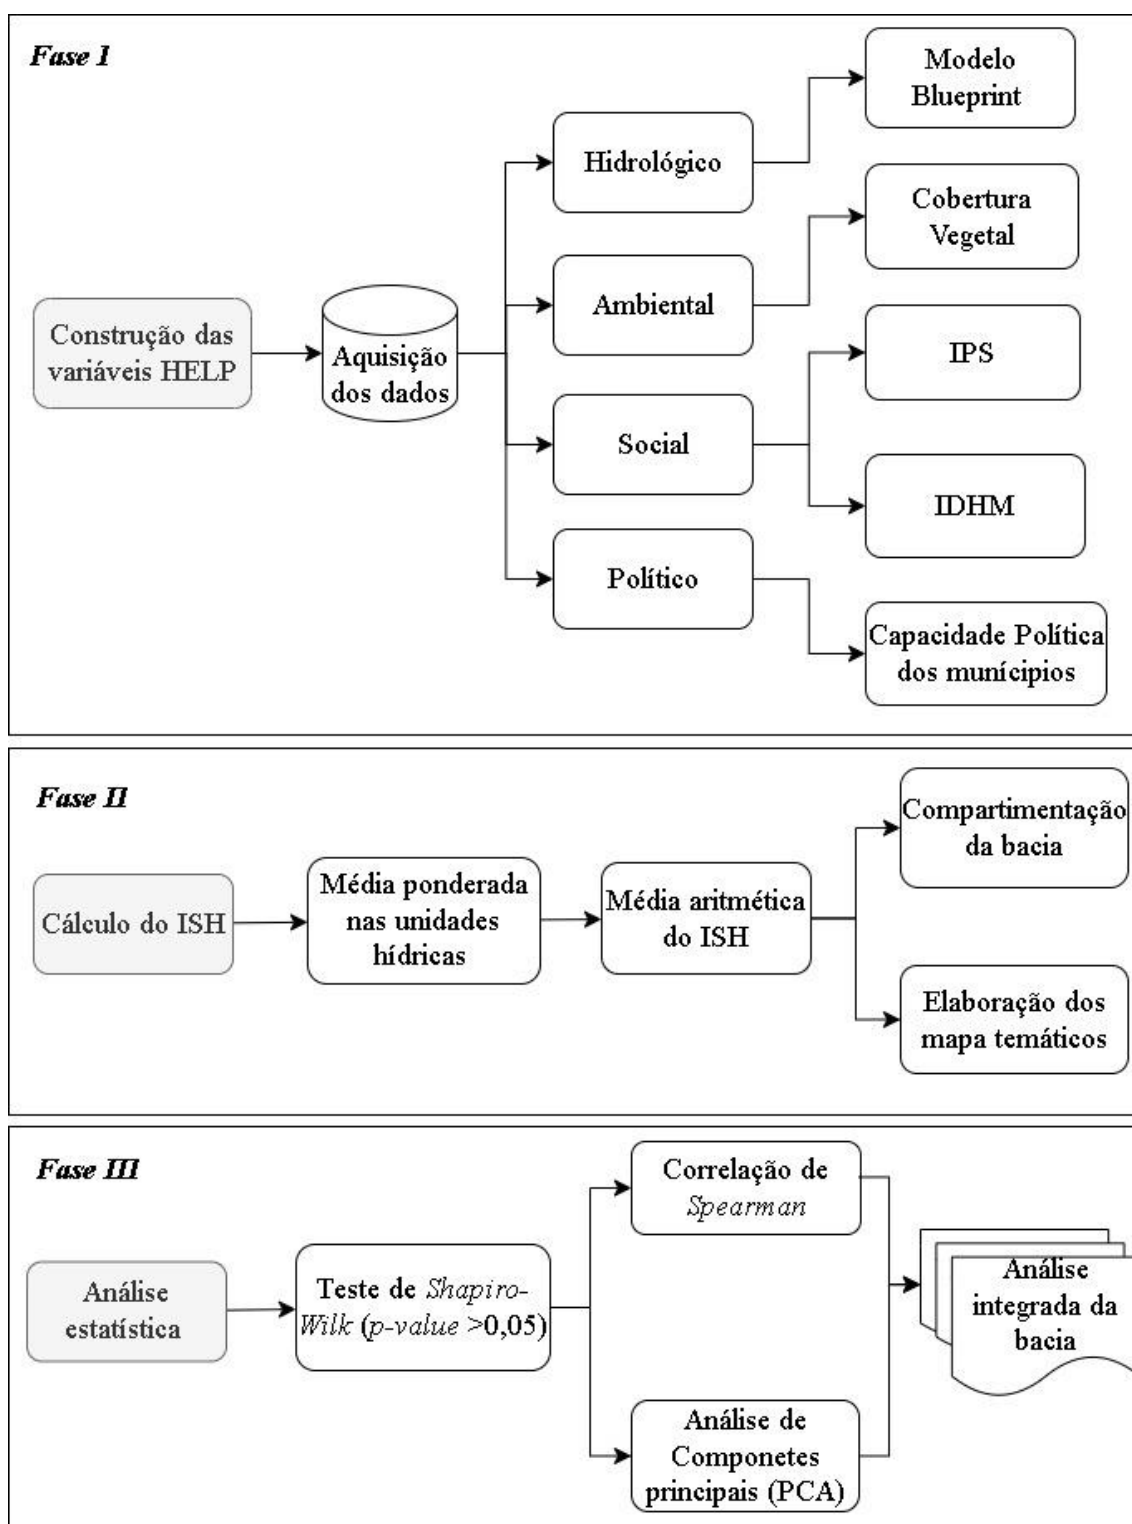 Fase I
Modelo
Blueprint
Hidrológico
Cobertura
Vegetal
Ambiental
Construção das
variáveis HELP
Aquisição
dos dados
IPS
Social
IDHM
Político
Capacidade Política
dos munícipios
Fase II
Compartimentação
da bacia
Cálculo do ISH
Média ponderada
nas unidades
hídricas
Média aritmética
do ISH
Elaboração dos
mapa temáticos
Fase III
Correlação de
Spearman
Análise
estatística
Teste de Shapiro-
Wilk (p-value >0,05)
Análise
integrada da
bacia
Análise de
Componetes
principais (PCA)